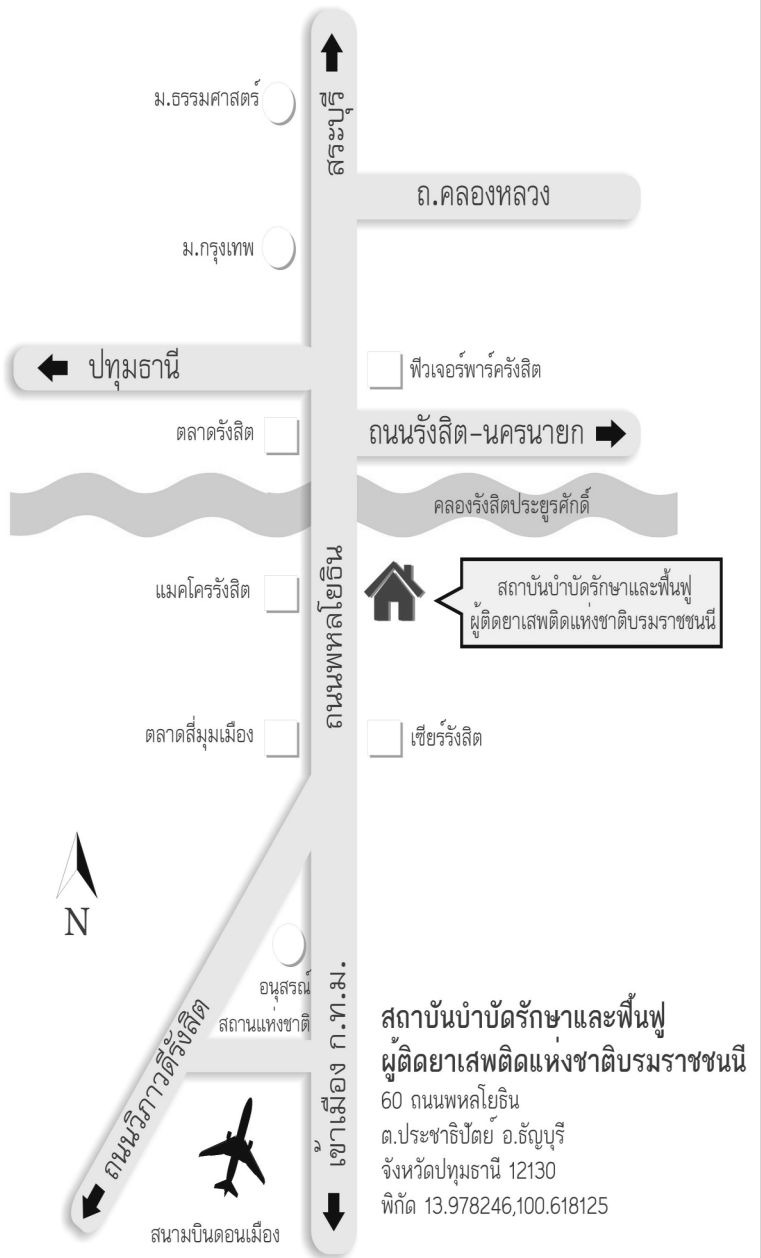 สระบุรี
ม.ธรรมศาสตร์
ถ.คลองหลวง
ม.กรุงเทพ
ปทุมธานี
ฟิวเจอร์พาร์ครังสิต
ตลาดรังสิต
ถนนรังสิต-นครนายก
คลองรังสิตประยูรศักดิ์
ถนนพหลโยธิน
แมคโครรังสิต
สถาบันบำบัดรักษาและฟื้นฟู
ผู้ติดยาเสพติดแห่งชาติบรมราชชนนี
ตลาดสี่มุมเมือง
เซียร์รังสิต
N
อนุสรณ์
สถานแห่งชาติ
ถนนวิภาวดีรังสิต
เข้าเมือง ก.ท.ม.
สนามบินดอนเมือง
สถาบันบำบัดรักษาและฟื้นฟู
ผู้ติดยาเสพติดแห่งชาติบรมราชชนนี
60 ถนนพหลโยธิน
ต.ประชาธิปัตย์ อ.ธัญบุรี
จังหวัดปทุมธานี 12130
พิกัด 13.978246,100.618125